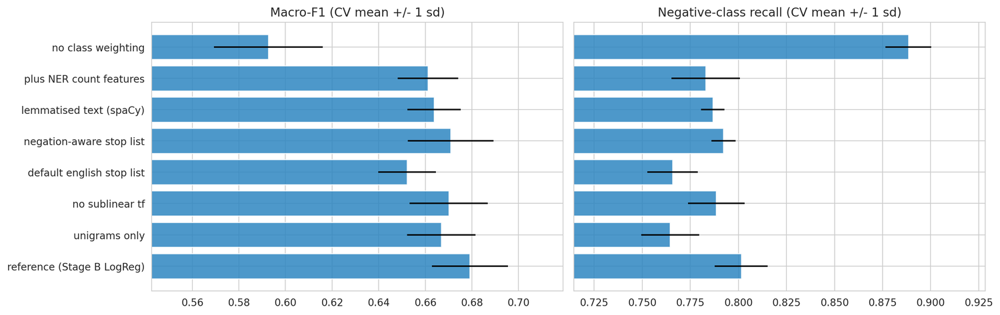 Macro-F1 (CV mean +/- 1 sd)
Negative-class recall (CV mean +/- 1 sd)
no class weighting
plus NER count features
lemmatised text (spaCy)
negation-aware stop list
default english stop list
no sublinear tf
unigrams only
reference (Stage B LogReg)
0.56 0.58 0.60 0.62 0.64 0.66 0.68 0.70
0.725 0.750 0.775 0.800 0.825 0.850 0.875 0.900 0.925